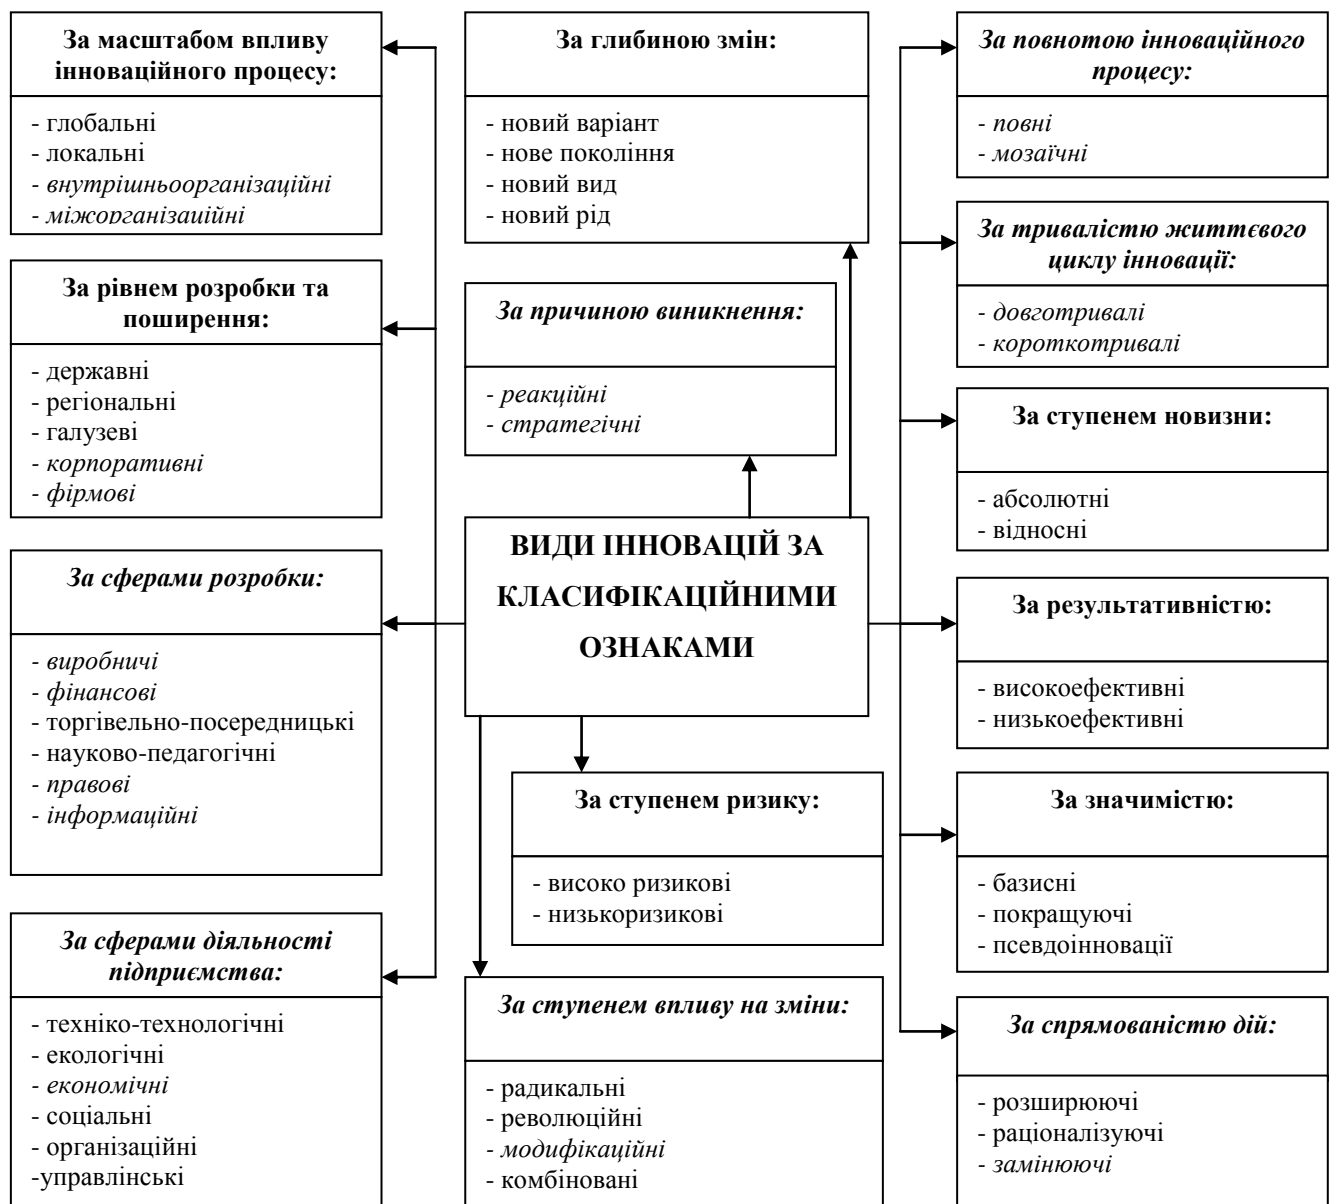 За масштабом впливу
інноваційного процесу:
- глобальні
- локальні
- внутрішньоорганізаційні
- міжорганізаційні
За рівнем розробки та
поширення:
- державні
- регіональні
- галузеві
- корпоративні
- фірмові
За сферами розробки:
- виробничі
- фінансові
- торгівельно-посередницькі
- науково-педагогічні
- правові
- інформаційні
За сферами діяльності
підприємства:
- техніко-технологічні
- екологічні
- економічні
- соціальні
- організаційні
-управлінські
За глибиною змін:
- новий варіант
- нове покоління
- новий вид
- новий рід
За причиною виникнення:
- реакційні
- стратегічні
ВИДИ ІННОВАЦІЙ ЗА
КЛАСИФІКАЦІЙНИМИ
ОЗНАКАМИ
За ступенем ризику:
- високо ризикові
- низькоризикові
За ступенем впливу на зміни:
- радикальні
- революційні
- модифікаційні
- комбіновані
За повнотою інноваційного
процесу:
- повні
- мозаїчні
За тривалістю життєвого
циклу інновації:
- довготривалі
- короткотривалі
За ступенем новизни:
- абсолютні
- відносні
За результативністю:
- високоефективні
- низькоефективні
За значимістю:
- базисні
- покращуючі
- псевдоінновації
За спрямованістю дій:
- розширюючі
- раціоналізуючі
- замінюючі